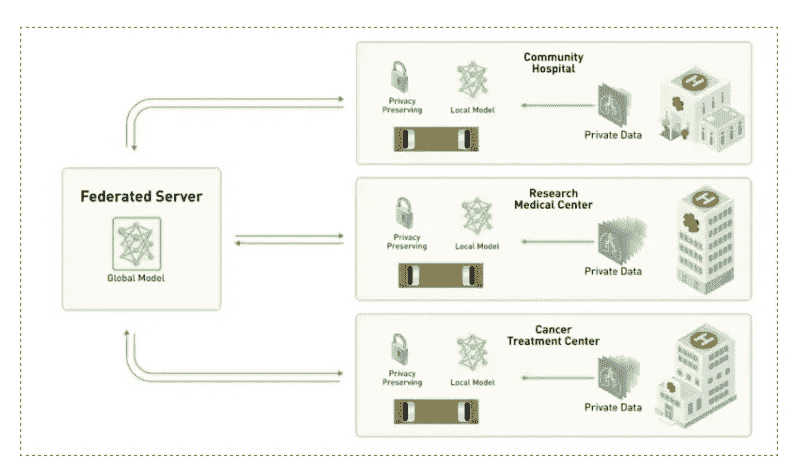 Community
Hospital
Privacy
Preserving
Local Model
Private Data
H
Federated Server
Global Model
Research
Medical Center
Privacy
Preserving
Local Model
Private Data
H
Cancer
Treatment Center
Privacy
Preserving
Local Model
Private Data
H